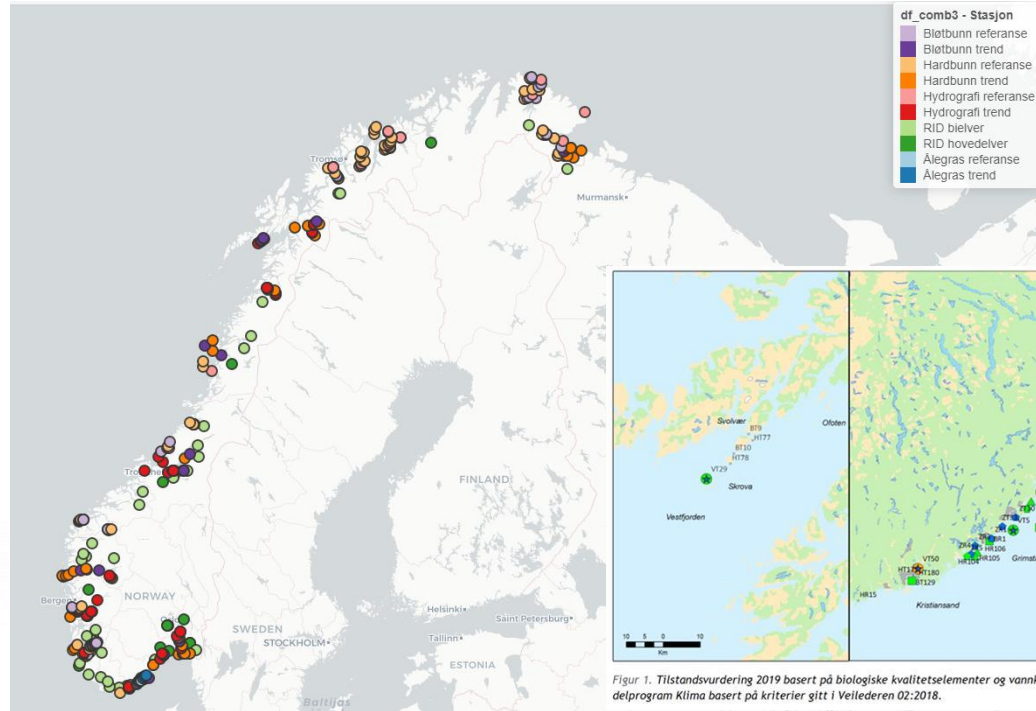 df_comb3 - Stasjon
Bløtbunn referanse
Bløtbunn trend
Hardbunn referanse
Hardbunn trend
Hydrografi referanse
Hydrografi trend
RID bielver
RID hovedelver
Ålegras referanse
Ålegras trend
Tromsø
Murmansk
FINLAND
NORWAY
Bergen
SWEDEN
STOCKHOLM
Helsinki
Tallinn
Saint Petersburg
ESTONIA
Baltijas
Svolvær
BT9
HT77
Ofoten
BT10
HT78
VT29
Skrova
Vestfjorden
VT5
BR1
HR106
HR104
HR105
VT50
HT180
BT129
HR15
Kristiansand
10 5 0 10
Km
Figur 1. Tilstandsvurdering 2019 basert på biologiske kvalitetselementer og
delprogram Klima basert på kriterier gitt i Veilederen 02:2018.